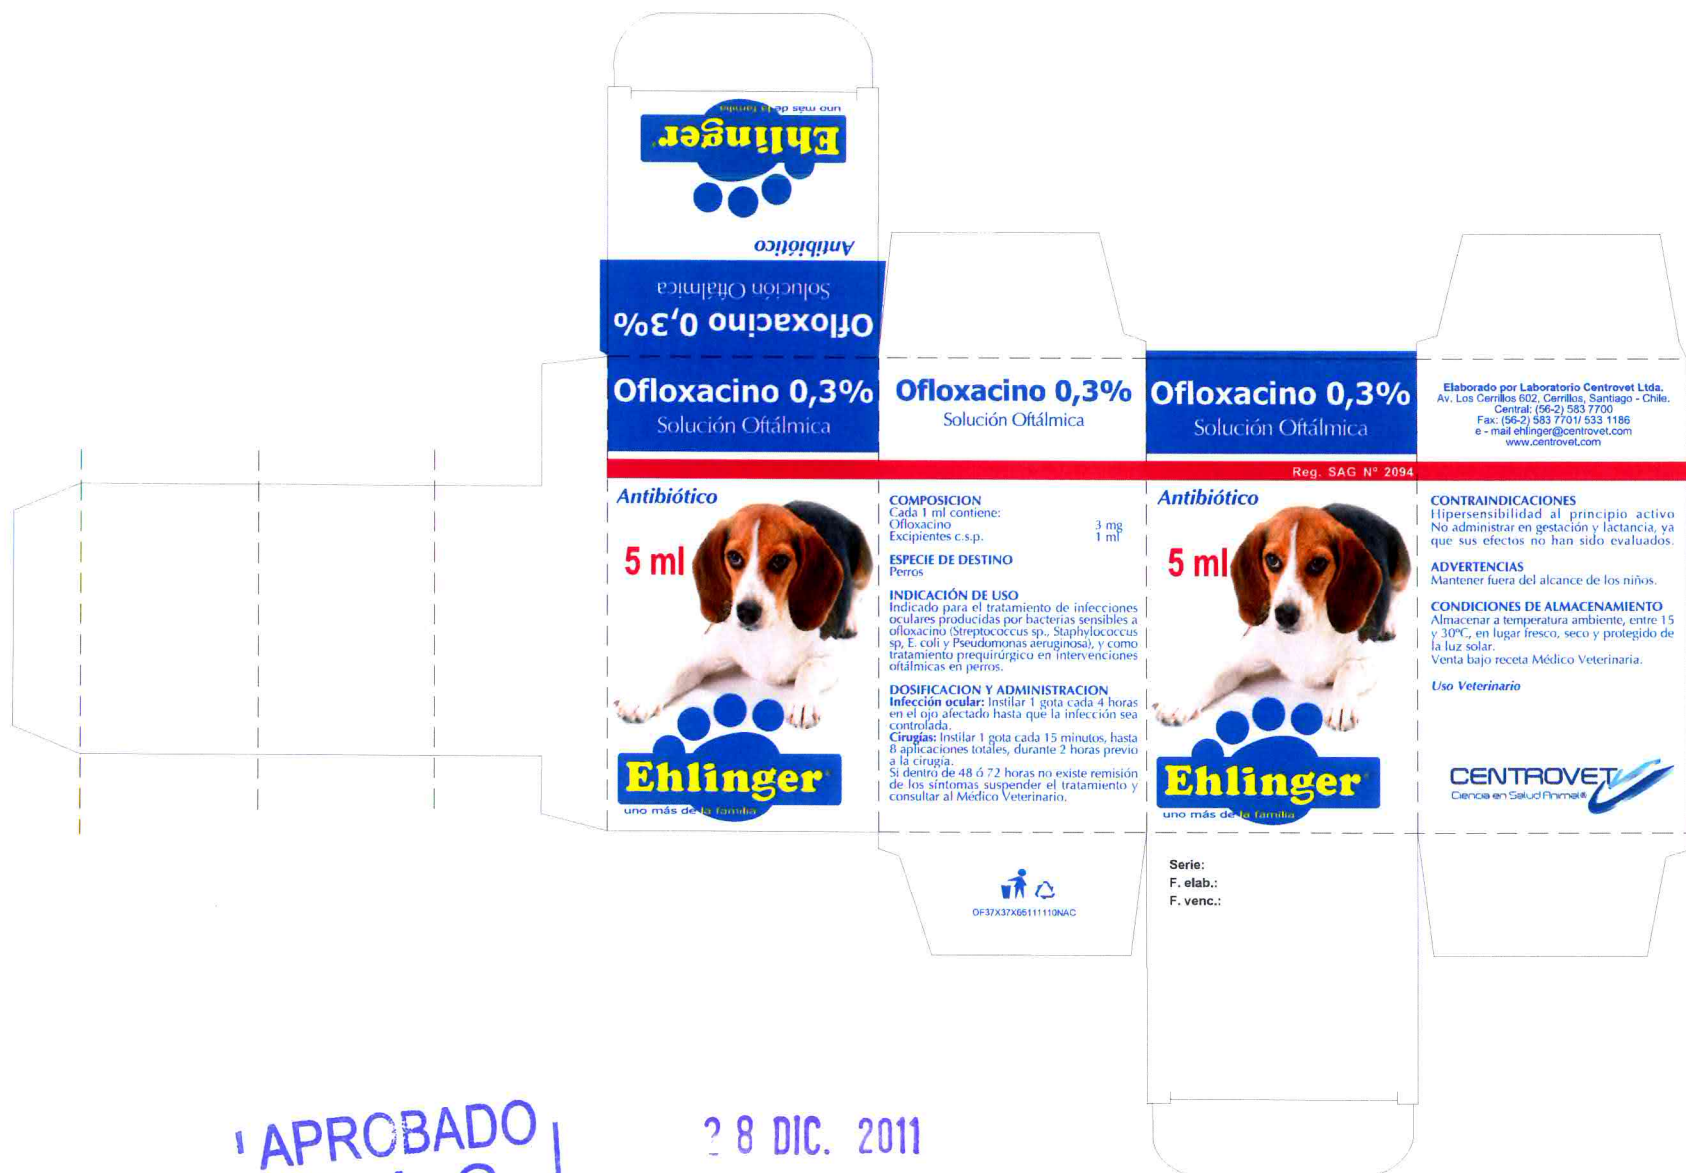 uno más de la familia
Ehlinger
Antibiótico
Solución Oftálmica
Ofloxacino 0,3%
Ofloxacino 0,3%
Solución Oftálmica
Antibiótico
5 ml
Ehlinger
uno más de la familia
Ofloxacino 0,3%
Solución Oftálmica
COMPOSICION
Cada 1 ml contiene:
Ofloxacino 3 mg
Excipientes c.s.p. 1 ml
ESPECIE DE DESTINO
Perros
INDICACIÓN DE USO
Indicado para el tratamiento de infecciones
oculares producidas por bacterias sensibles a
ofloxacino (Streptococcus sp., Staphylococcus
sp, E. coli y Pseudomonas aeruginosa), y como
tratamiento prequirúrgico en intervenciones
oftálmicas en perros.
DOSIFICACION Y ADMINISTRACION
Infección ocular: Instilar 1 gota cada 4 horas
en el ojo afectado hasta que la infección sea
controlada.
Cirugías: Instilar 1 gota cada 15 minutos, hasta
8 aplicaciones totales, durante 2 horas previo
a la cirugía.
Si dentro de 48 ó 72 horas no existe remisión
de los síntomas suspender el tratamiento y
consultar al Médico Veterinario.
OF37X37X65111110NAC
Ofloxacino 0,3%
Solución Oftálmica
Reg. SAG N° 2094
Antibiótico
5 ml
Ehlinger
uno más de la familia
Serie:
F. elab.:
F. venc.:
Elaborado por Laboratorio Centrovet Ltda.
Av. Los Cerrillos 602, Cerrillos, Santiago - Chile.
Central: (56-2) 583 7700
Fax: (56-2) 583 7701/ 533 1186
e - mail ehlinger@centrovet.com
www.centrovet.com
CONTRAINDICACIONES
Hipersensibilidad al principio activo
No administrar en gestación y lactancia, ya
que sus efectos no han sido evaluados.
ADVERTENCIAS
Mantener fuera del alcance de los niños.
CONDICIONES DE ALMACENAMIENTO
Almacenar a temperatura ambiente, entre 15
y 30ºC, en lugar fresco, seco y protegido de
la luz solar.
Venta bajo receta Médico Veterinaria.
Uso Veterinario
CENTROVET
Ciencia en Salud Animal®
APROBADO
28 DIC. 2011